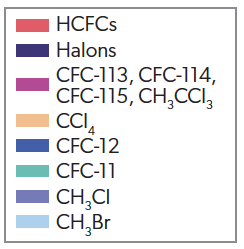 HCFCs
Halons
CFC-113, CFC-114,
CFC-115, CH₃CCl₃
CCl₄
CFC-12
CFC-11
CH₃Cl
CH₃Br